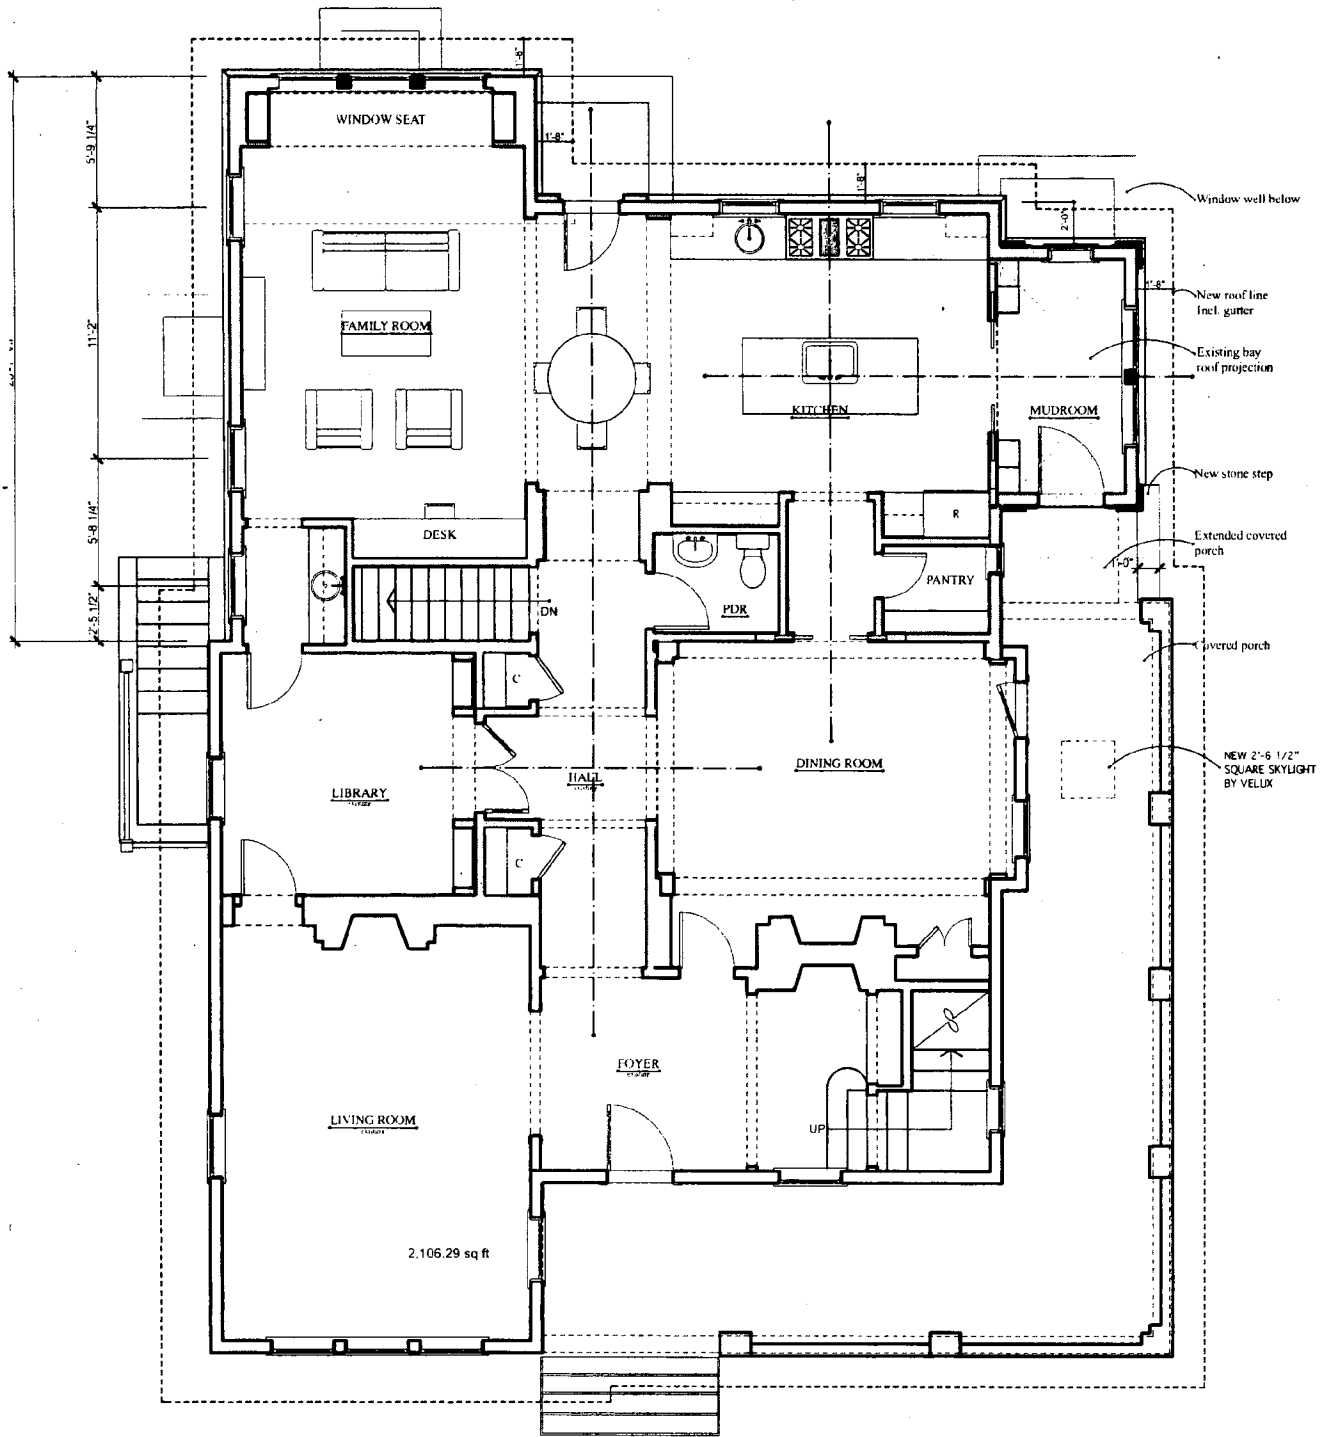 1'-8"
WINDOW SEAT
5'-9 1/4"
1'-8"
1'-8"
Window well below
2'-0"
1'-8"
New roof line
Incl. gutter
FAMILY ROOM
11'-2"
Existing bay
roof projection
KITCHEN
MUDROOM
New stone step
R
DESK
5'-8 1/4"
Extended covered
porch
1'-0"
PANTRY
2'-5 1/2"
DN
PDR
Covered porch
C
NEW 2'-6 1/2"
SQUARE SKYLIGHT
BY VELUX
DINING ROOM
HALL
LIBRARY
C
FOYER
LIVING ROOM
UP
2,106.29 sq ft